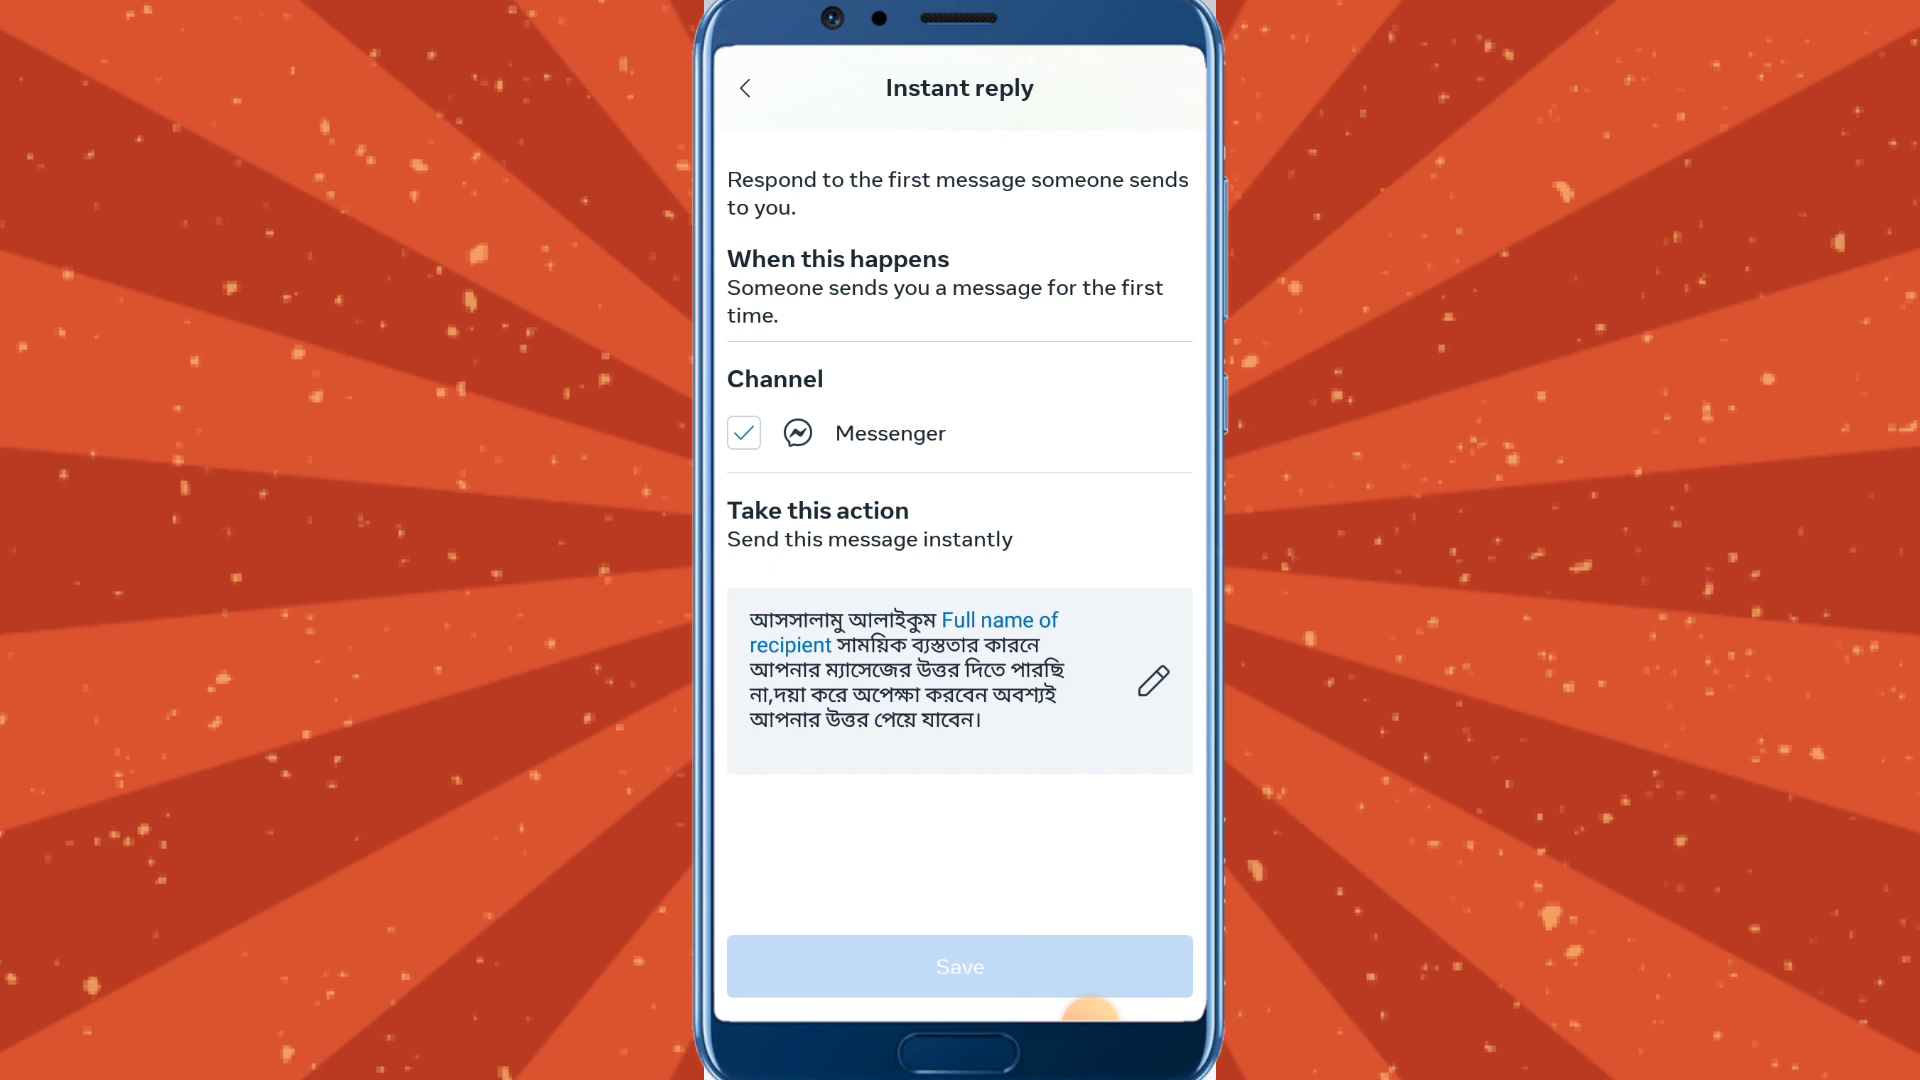 Instant reply
Respond to the first message someone sends
to you.
When this happens
Someone sends you a message for the first
time.
Channel
Messenger
Take this action
Send this message instantly
আসসালামু আলাইকুম Full name of
recipient সাময়িক ব্যস্ততার কারনে
আপনার ম্যাসেজের উত্তর দিতে পারছি
না,দয়া করে অপেক্ষা করবেন অবশ্যই
আপনার উত্তর পেয়ে যাবেন।
Save